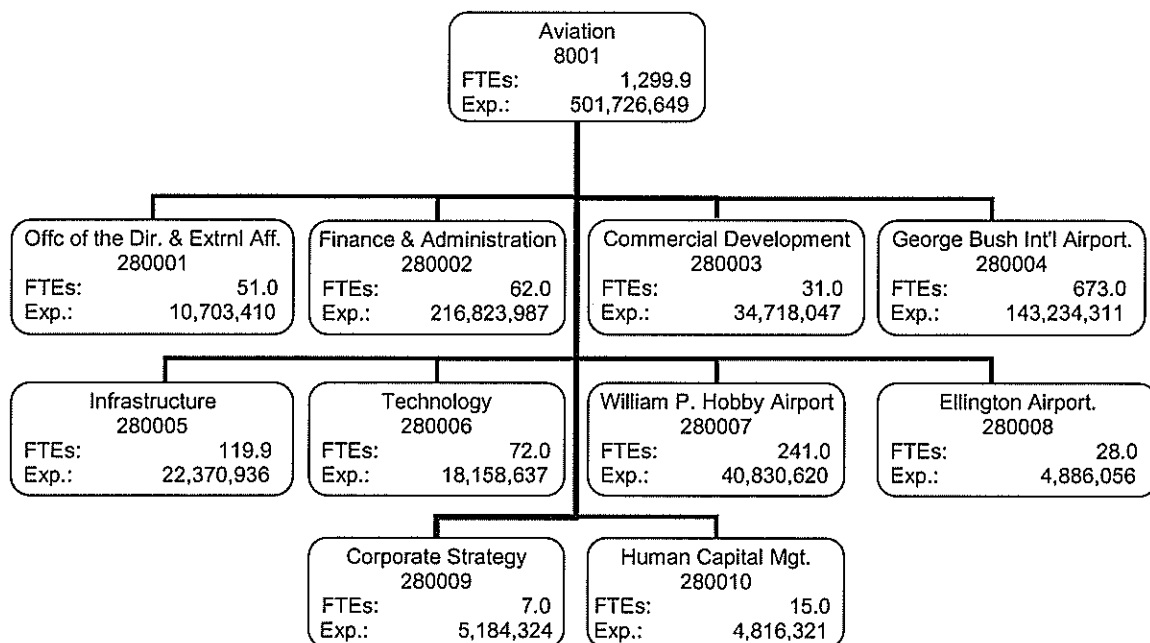 Aviation
8001
FTEs: 1,299.9
Exp.: 501,726,649
Offc of the Dir. & Extrnl Aff.
280001
FTEs: 51.0
Exp.: 10,703,410
Finance & Administration
280002
FTEs: 62.0
Exp.: 216,823,987
Commercial Development
280003
FTEs: 31.0
Exp.: 34,718,047
George Bush Int'l Airport.
280004
FTEs: 673.0
Exp.: 143,234,311
Infrastructure
280005
FTEs: 119.9
Exp.: 22,370,936
Technology
280006
FTEs: 72.0
Exp.: 18,158,637
William P. Hobby Airport
280007
FTEs: 241.0
Exp.: 40,830,620
Ellington Airport.
280008
FTEs: 28.0
Exp.: 4,886,056
Corporate Strategy
280009
FTEs: 7.0
Exp.: 5,184,324
Human Capital Mgt.
280010
FTEs: 15.0
Exp.: 4,816,321